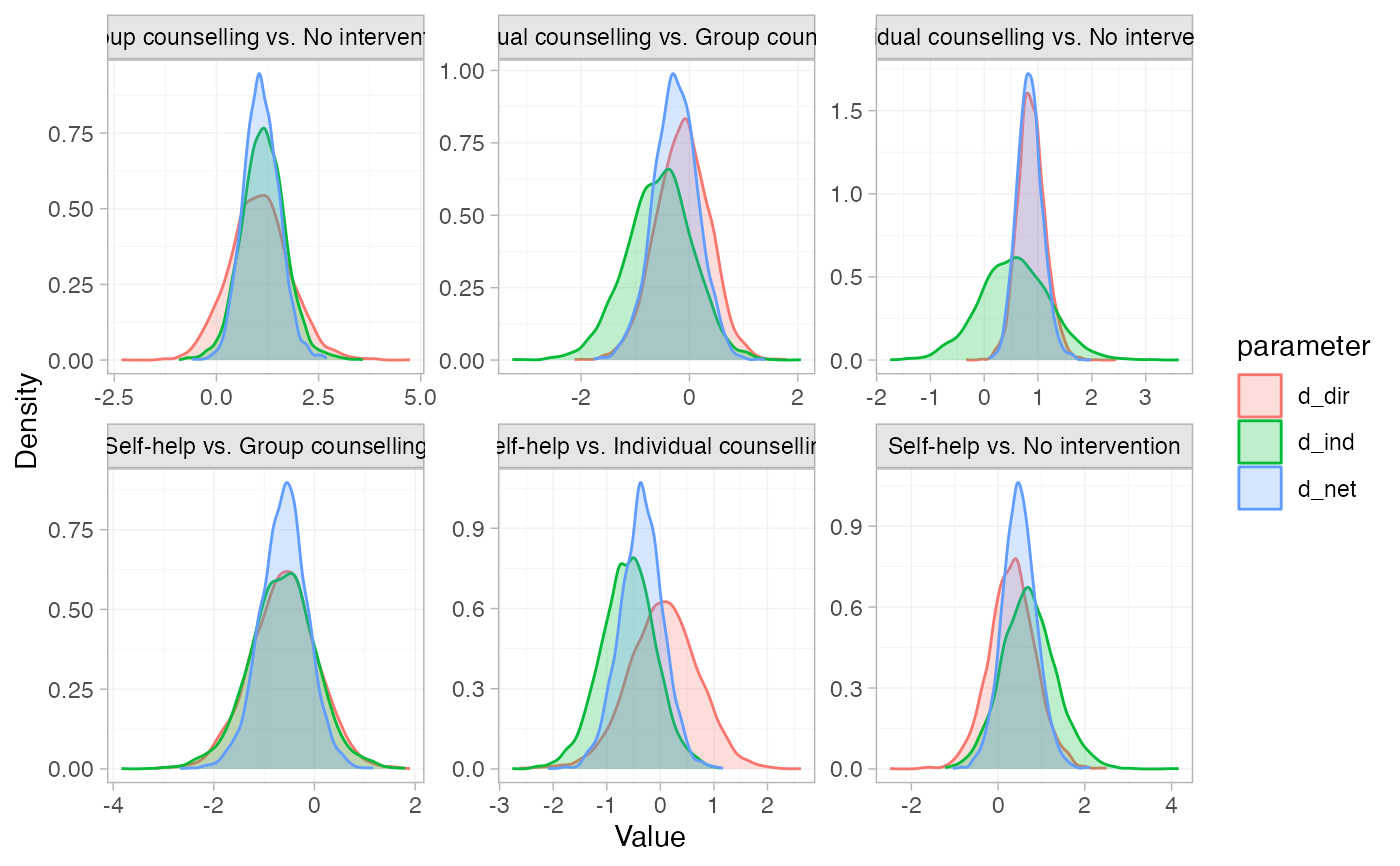 oup counselling vs. No intervent
ual counselling vs. Group coun
idual counselling vs. No interve
1.00
0.75
0.50
0.25
0.00
-2.5 0.0 2.5 5.0
0.75
0.50
0.25
0.00
-2 0 2
1.5
1.0
0.5
0.0
-2 -1 0 1 2 3
Self-help vs. Group counselling
elf-help vs. Individual counsellin
Self-help vs. No intervention
0.75
0.50
0.25
0.00
-4 -2 0 2
0.9
0.6
0.3
0.0
-3 -2 -1 0 1 2
0.9
0.6
0.3
0.0
-2 0 2 4
Density
Value
parameter
d_dir
d_ind
d_net